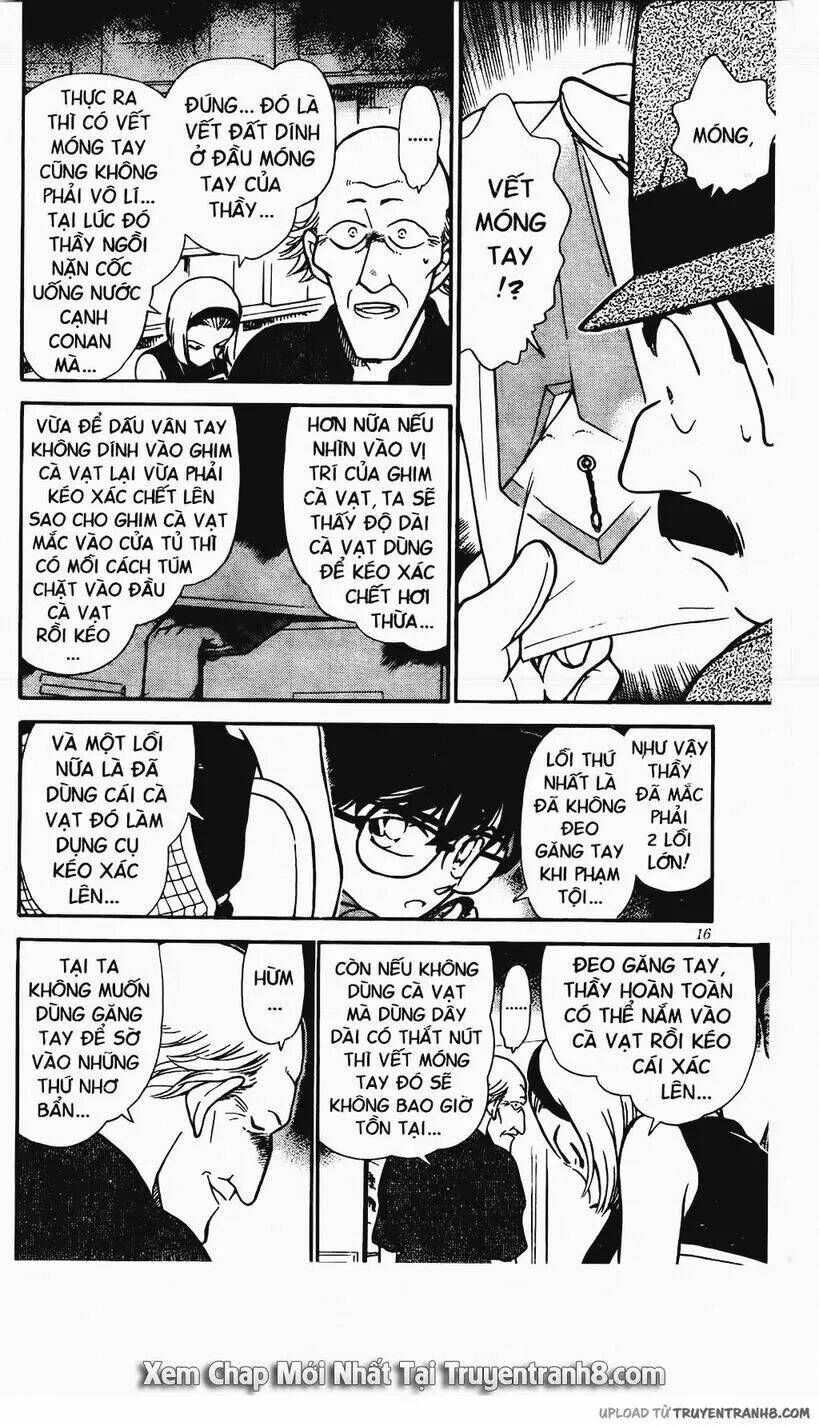 MÓNG,
VẾT
MÓNG
TAY
!?
......
ĐÚNG... ĐÓ LÀ
VẾT ĐẤT DÍNH
Ở ĐẦU MÓNG
TAY CỦA
THẦY...
THỰC RA
THÌ CÓ VẾT
MÓNG TAY
CŨNG KHÔNG
PHẢI VÔ LÍ...
TẠI LÚC ĐÓ
THẦY NGỒI
NẶN CỐC
UỐNG NƯỚC
CẠNH
CONAN
MÀ...
HƠN NỮA NẾU
NHÌN VÀO VỊ
TRÍ CỦA GHIM
CÀ VẠT, TA SẼ
THẤY ĐỘ DÀI
CÀ VẠT DÙNG
ĐỂ KÉO XÁC
CHẾT HƠI
THỪA...
VỪA ĐỂ DẤU VÂN TAY
KHÔNG DÍNH VÀO GHIM
CÀ VẠT LẠI VỪA PHẢI
KÉO XÁC CHẾT LÊN
SAO CHO GHIM CÀ VẠT
MẮC VÀO CỬA TỦ THÌ
CÓ MỖI CÁCH TÚM
CHẶT VÀO ĐẦU
CÀ VẠT
RỒI KÉO
...
NHƯ VẬY
THẦY
ĐÃ MẮC
PHẢI
2 LỖI
LỚN!
LỖI THỨ
NHẤT LÀ
ĐÃ KHÔNG
ĐEO
GĂNG TAY
KHI PHẠM
TỘI...
VÀ MỘT LỖI
NỮA LÀ ĐÃ
DÙNG CÁI CÀ
VẠT ĐÓ LÀM
DỤNG CỤ
KÉO XÁC
LÊN...
16
ĐEO GĂNG TAY,
THẦY HOÀN TOÀN
CÓ THỂ NẮM VÀO
CÀ VẠT RỒI KÉO
CÁI XÁC
LÊN...
......
CÒN NẾU KHÔNG
DÙNG CÀ VẠT
MÀ DÙNG DÂY
DÀI CÓ THẮT NÚT
THÌ VẾT MÓNG
TAY ĐÓ SẼ
KHÔNG BAO GIỜ
TỒN TẠI...
HỪM
...
TẠI TA
KHÔNG MUỐN
DÙNG GĂNG
TAY ĐỂ SỜ
VÀO NHỮNG
THỨ NHƠ
BẨN...
Xem Chap Mới Nhất Tại Truyentranh8.com
UPLOAD TỪ TRUYENTRANH8.COM